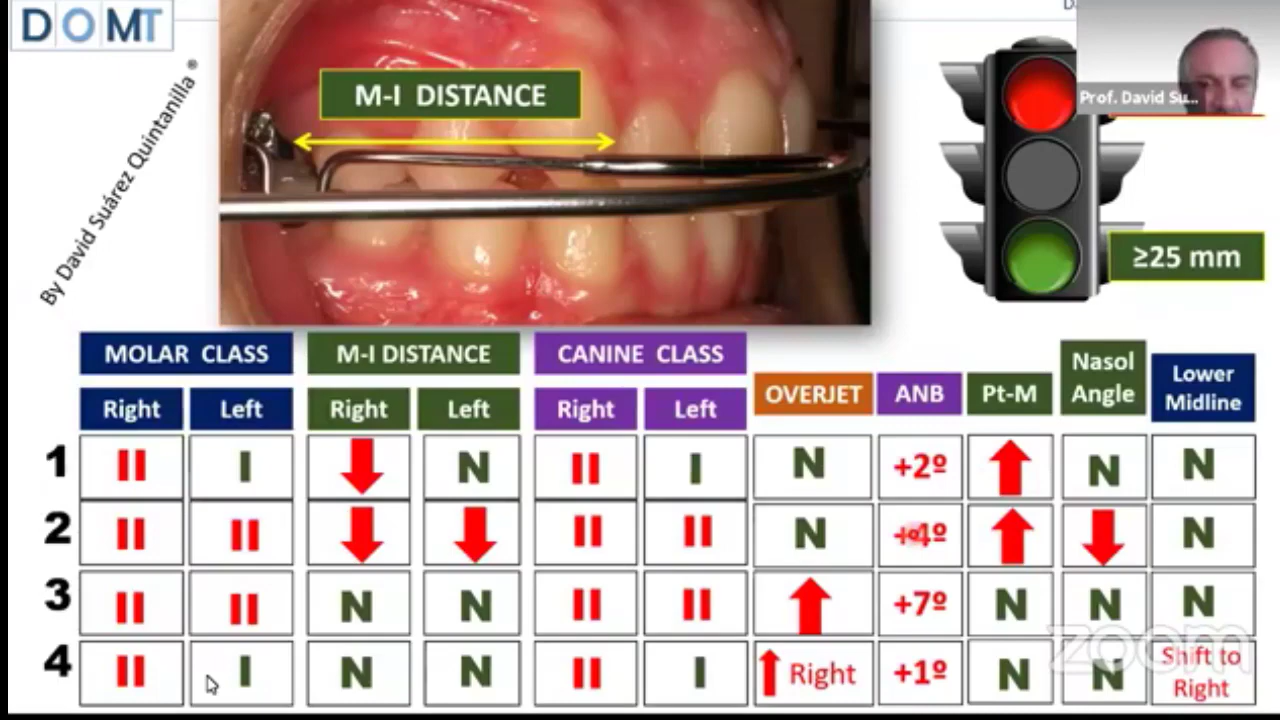 DOMT
By David Suárez Quintanilla ®
M-I DISTANCE
Prof. David Su...
≥25 mm
MOLAR CLASS M-I DISTANCE CANINE CLASS
Right Left Right Left Right Left OVERJET ANB Pt-M Nasol Angle Lower Midline
1 II I N II I N +2º N N
2 II II II II N +4º N
3 II II N N II II +7º N N N
4 II I N N II I Right +1º N N Shift to Right
zoom